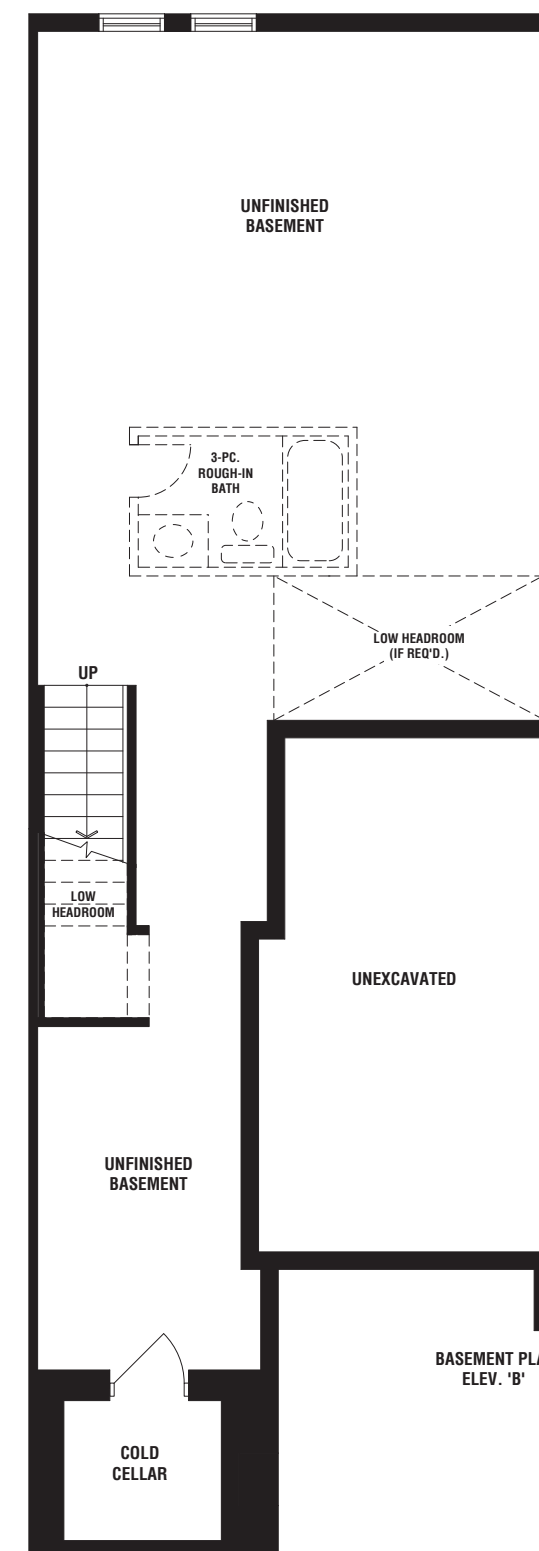 UNFINISHED
BASEMENT
3-PC.
ROUGH-IN
BATH
LOW HEADROOM
(IF REQ'D.)
UP
LOW
HEADROOM
UNEXCAVATED
UNFINISHED
BASEMENT
BASEMENT PLA
ELEV. 'B'
COLD
CELLAR